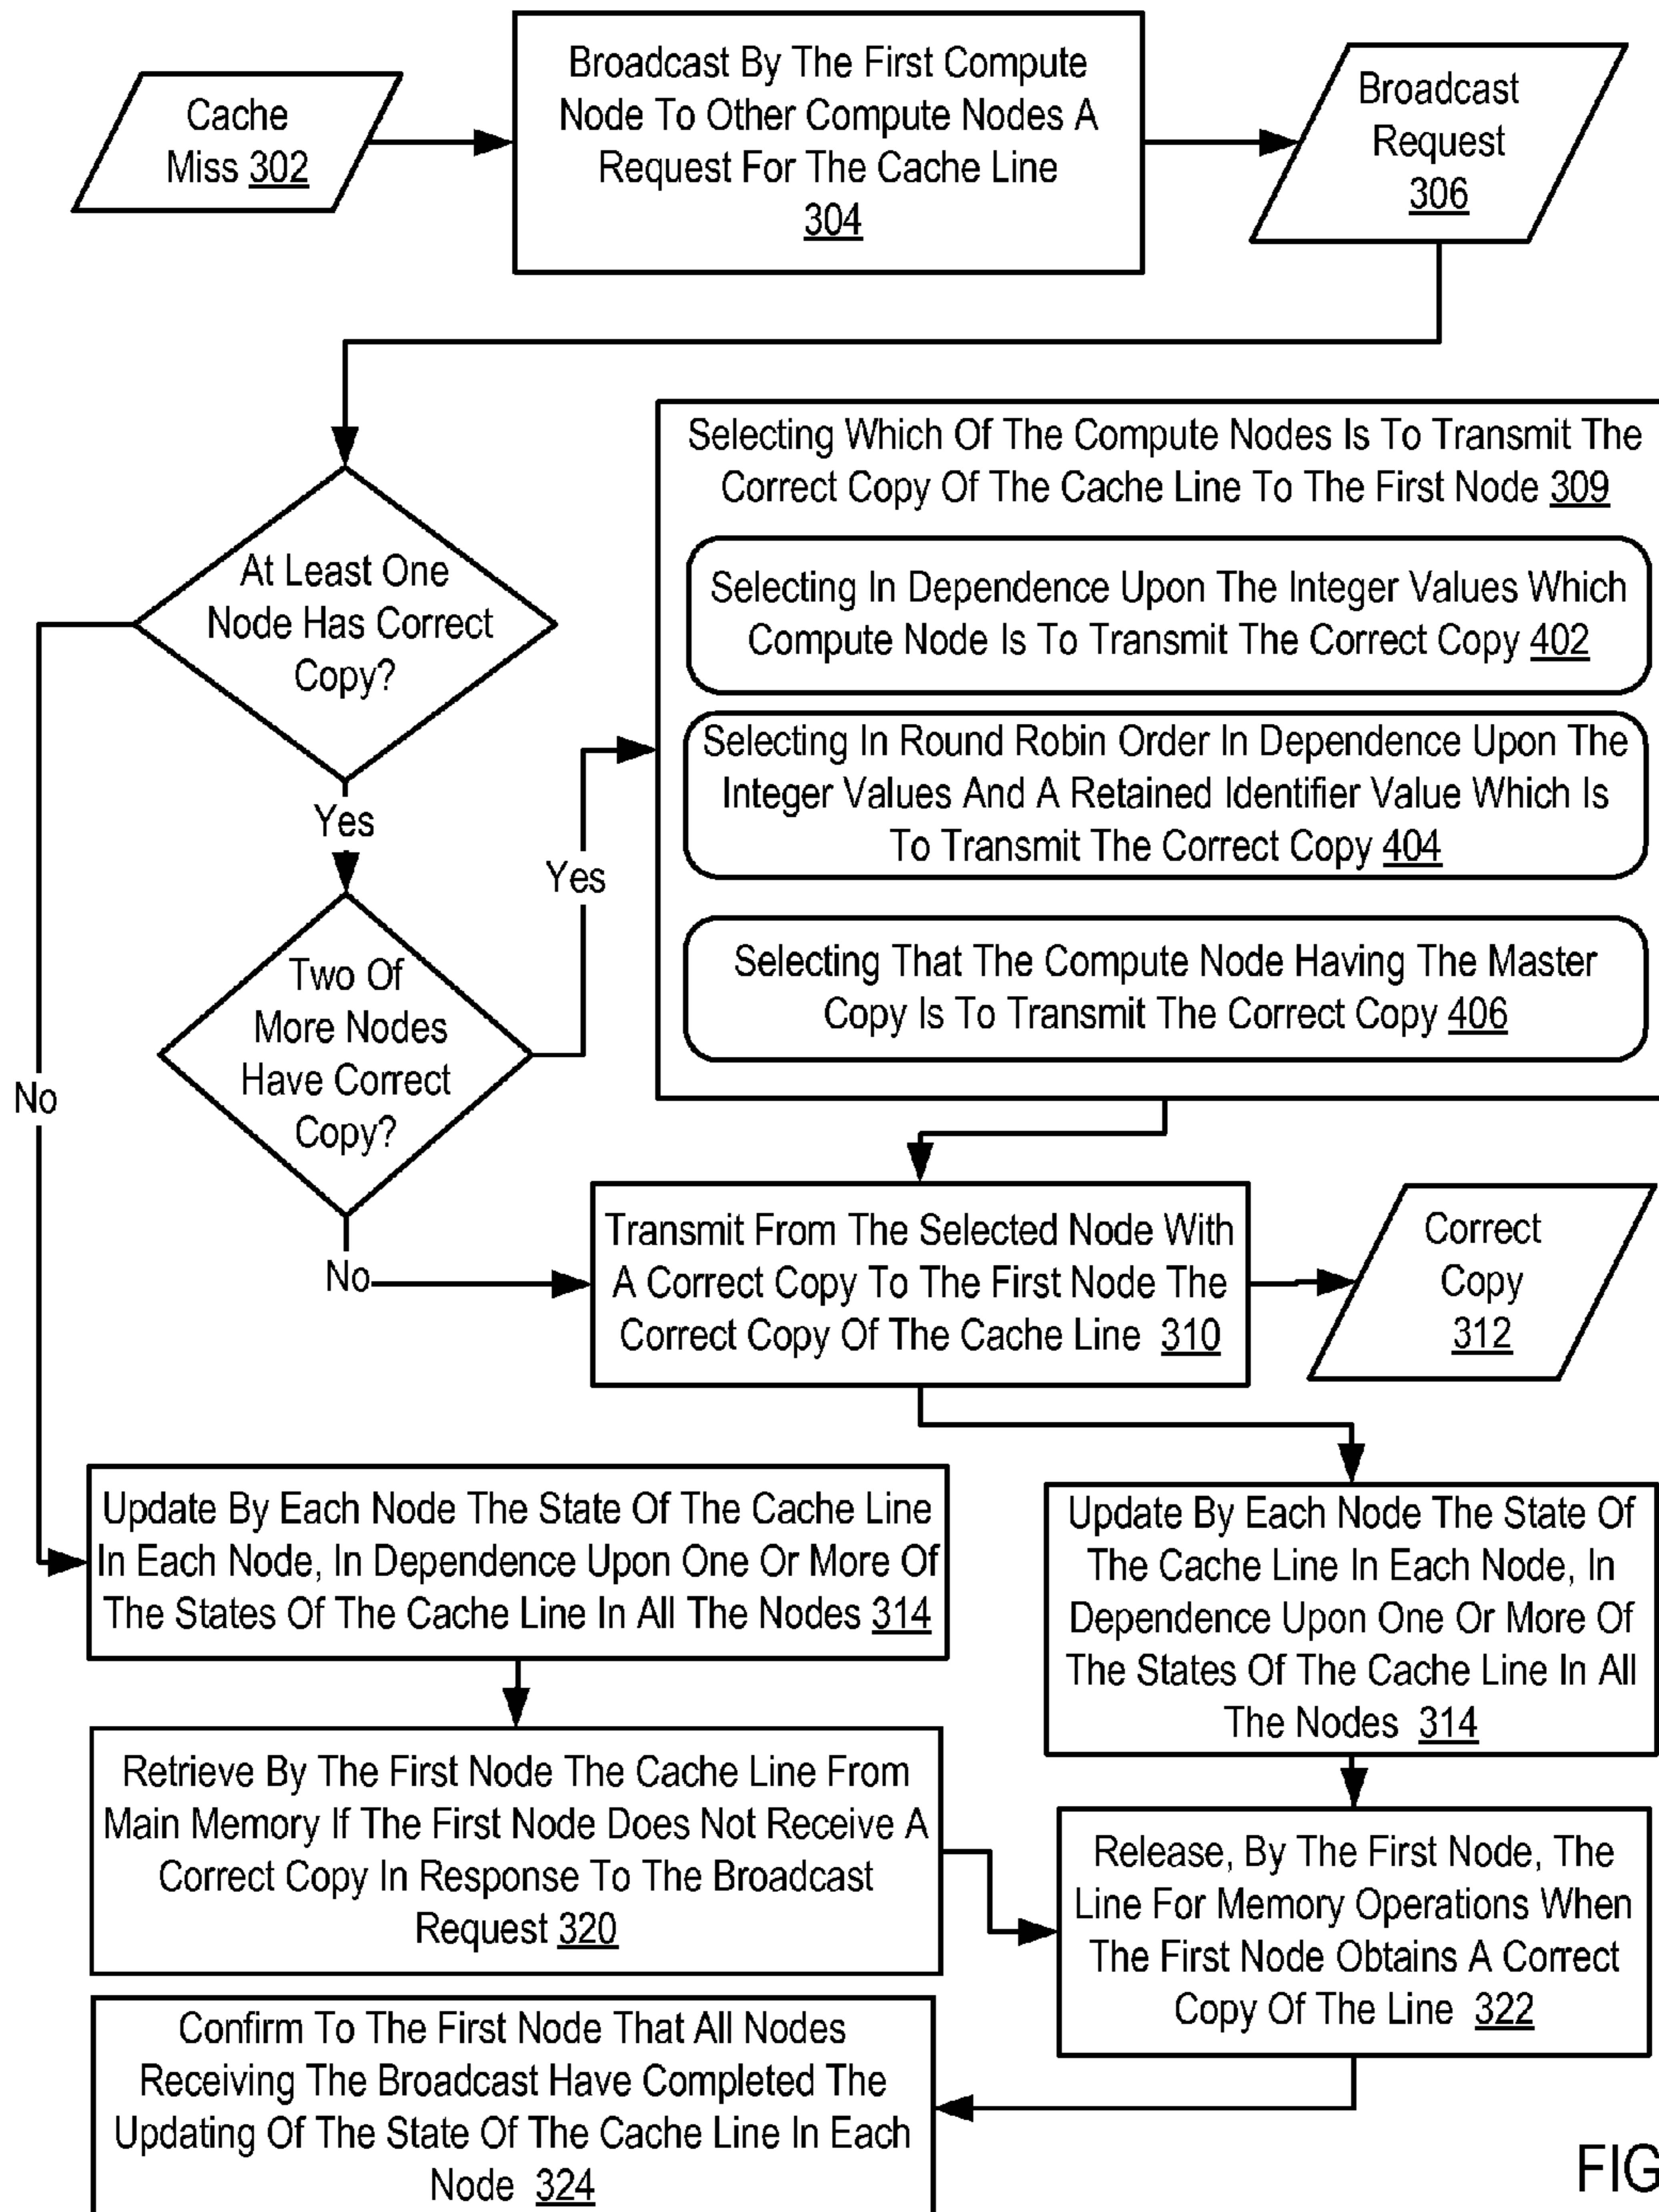 Cache
Miss 302
Broadcast By The First Compute
Node To Other Compute Nodes A
Request For The Cache Line
304
Broadcast
Request
306
At Least One
Node Has Correct
Copy?
Yes
No
Two Of
More Nodes
Have Correct
Copy?
Yes
No
Selecting Which Of The Compute Nodes Is To Transmit The
Correct Copy Of The Cache Line To The First Node 309
Selecting In Dependence Upon The Integer Values Which
Compute Node Is To Transmit The Correct Copy 402
Selecting In Round Robin Order In Dependence Upon The
Integer Values And A Retained Identifier Value Which Is
To Transmit The Correct Copy 404
Selecting That The Compute Node Having The Master
Copy Is To Transmit The Correct Copy 406
Transmit From The Selected Node With
A Correct Copy To The First Node The
Correct Copy Of The Cache Line 310
Correct
Copy
312
Update By Each Node The State Of The Cache Line
In Each Node, In Dependence Upon One Or More Of
The States Of The Cache Line In All The Nodes 314
Update By Each Node The State Of
The Cache Line In Each Node, In
Dependence Upon One Or More Of
The States Of The Cache Line In All
The Nodes 314
Retrieve By The First Node The Cache Line From
Main Memory If The First Node Does Not Receive A
Correct Copy In Response To The Broadcast
Request 320
Release, By The First Node, The
Line For Memory Operations When
The First Node Obtains A Correct
Copy Of The Line 322
Confirm To The First Node That All Nodes
Receiving The Broadcast Have Completed The
Updating Of The State Of The Cache Line In Each
Node 324
FIG